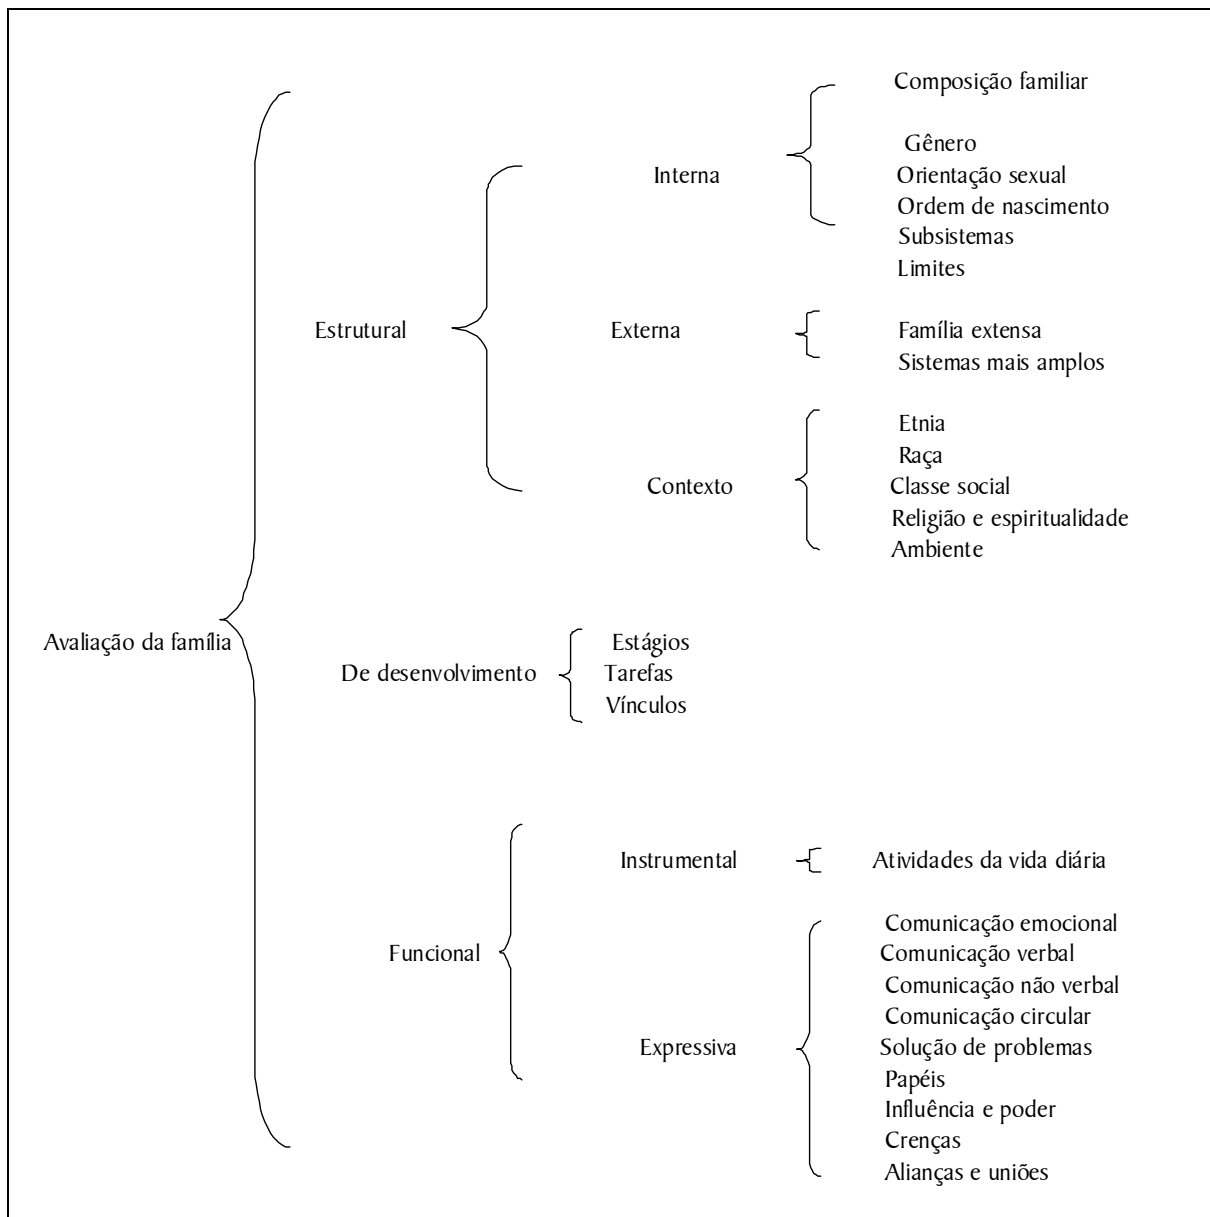 Composição familiar
Gênero
Interna
Orientação sexual
Ordem de nascimento
Subsistemas
Limites
Estrutural
Externa
Família extensa
Sistemas mais amplos
Etnia
Raça
Contexto
Classe social
Religião e espiritualidade
Ambiente
Avaliação da família
De desenvolvimento
Estágios
Tarefas
Vínculos
Instrumental
Atividades da vida diária
Funcional
Comunicação emocional
Comunicação verbal
Comunicação não verbal
Comunicação circular
Expressiva
Solução de problemas
Papéis
Influência e poder
Crenças
Alianças e uniões